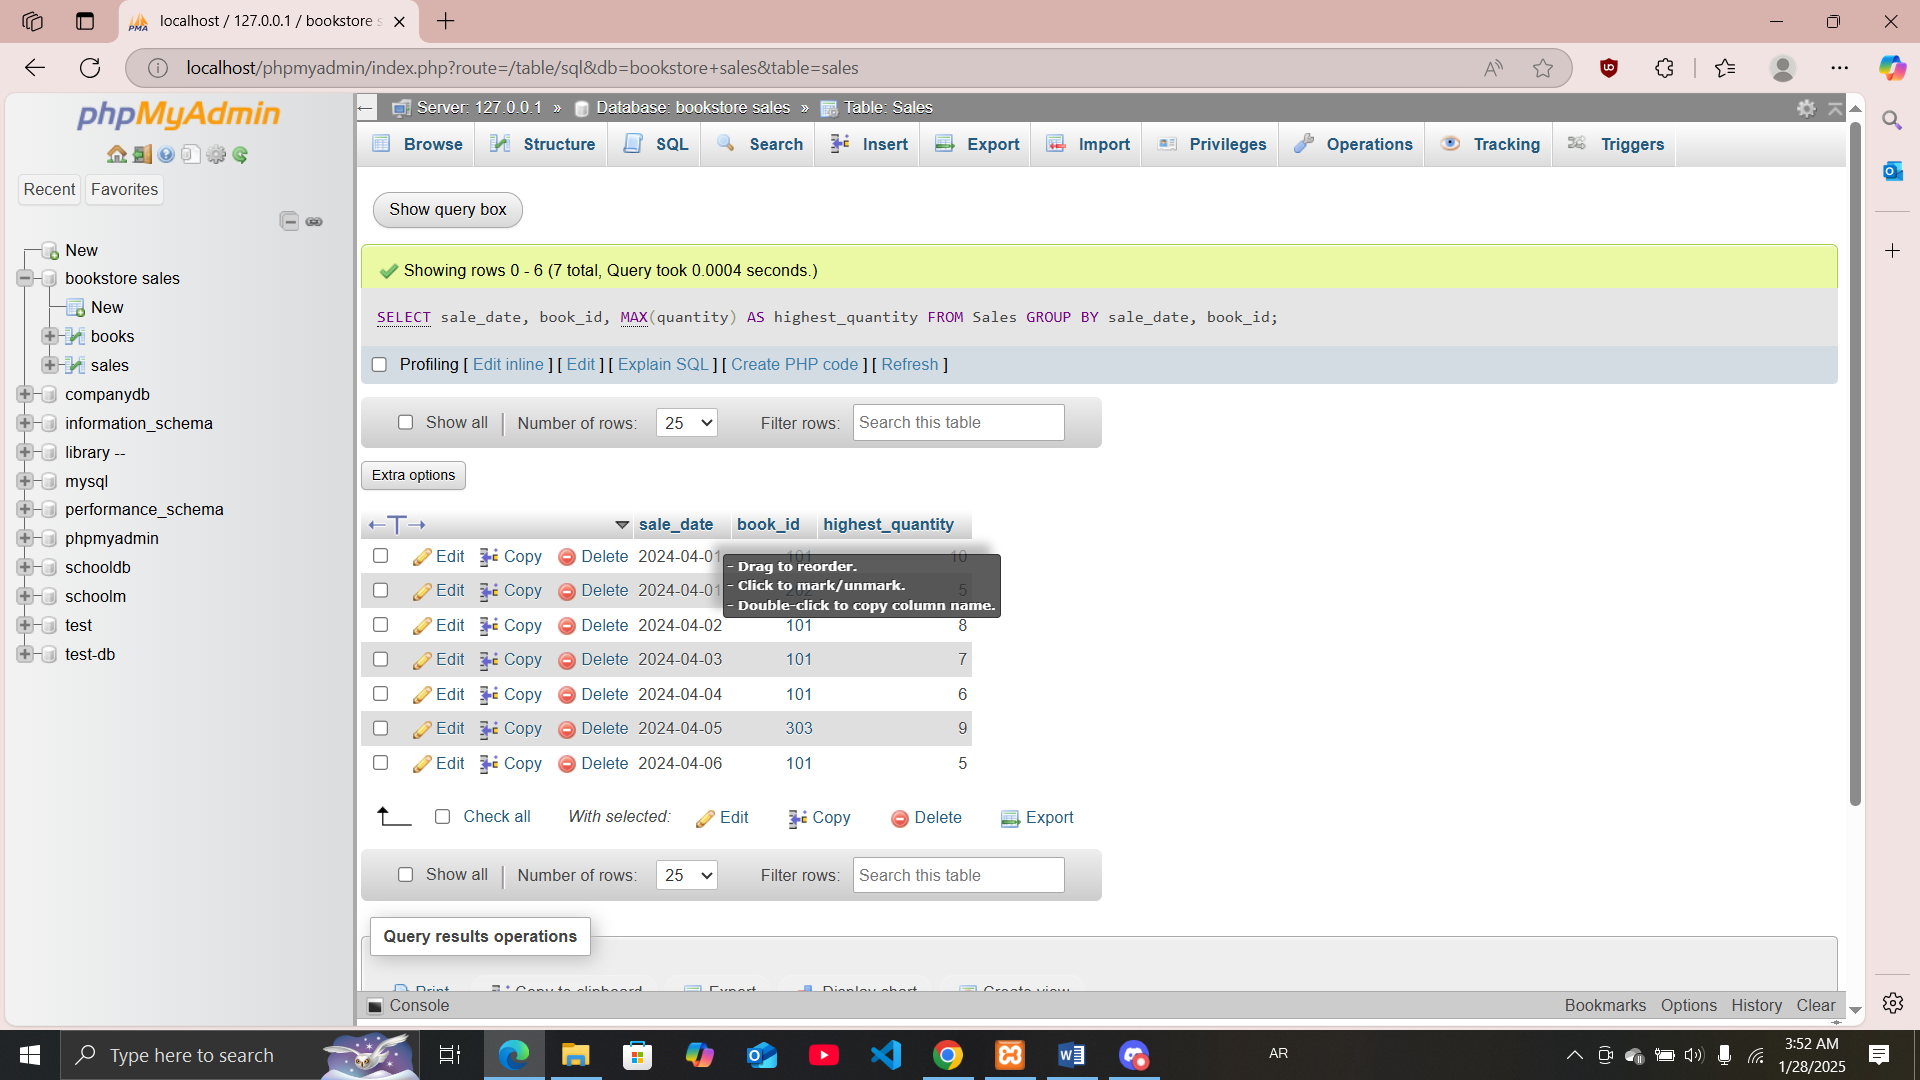 localhost / 127.0.0.1 / bookstore s
localhost/phpmyadmin/index.php?route=/table/sql&db=bookstore+sales&table=sales
phpMyAdmin
Recent Favorites
New
bookstore sales
New
books
sales
companydb
information_schema
library --
mysql
performance_schema
phpmyadmin
schooldb
schoolm
test
test-db
Server: 127.0.0.1 » Database: bookstore sales » Table: Sales
Browse Structure SQL Search Insert Export Import Privileges Operations Tracking Triggers
Show query box
Showing rows 0 - 6 (7 total, Query took 0.0004 seconds.)
SELECT sale_date, book_id, MAX(quantity) AS highest_quantity FROM Sales GROUP BY sale_date, book_id;
Profiling [ Edit inline ] [ Edit ] [ Explain SQL ] [ Create PHP code ] [ Refresh ]
Show all Number of rows: 25 Filter rows: Search this table
Extra options
sale_date book_id highest_quantity
Edit Copy Delete 2024-04-01 101 10
- Drag to reorder.
- Click to mark/unmark.
- Double-click to copy column name.
Edit Copy Delete 2024-04-01 202 5
Edit Copy Delete 2024-04-02 101 8
Edit Copy Delete 2024-04-03 101 7
Edit Copy Delete 2024-04-04 101 6
Edit Copy Delete 2024-04-05 303 9
Edit Copy Delete 2024-04-06 101 5
Check all With selected: Edit Copy Delete Export
Show all Number of rows: 25 Filter rows: Search this table
Query results operations
Print Copy to clipboard Export Display chart Create view
Console Bookmarks Options History Clear
Type here to search
AR
3:52 AM
1/28/2025